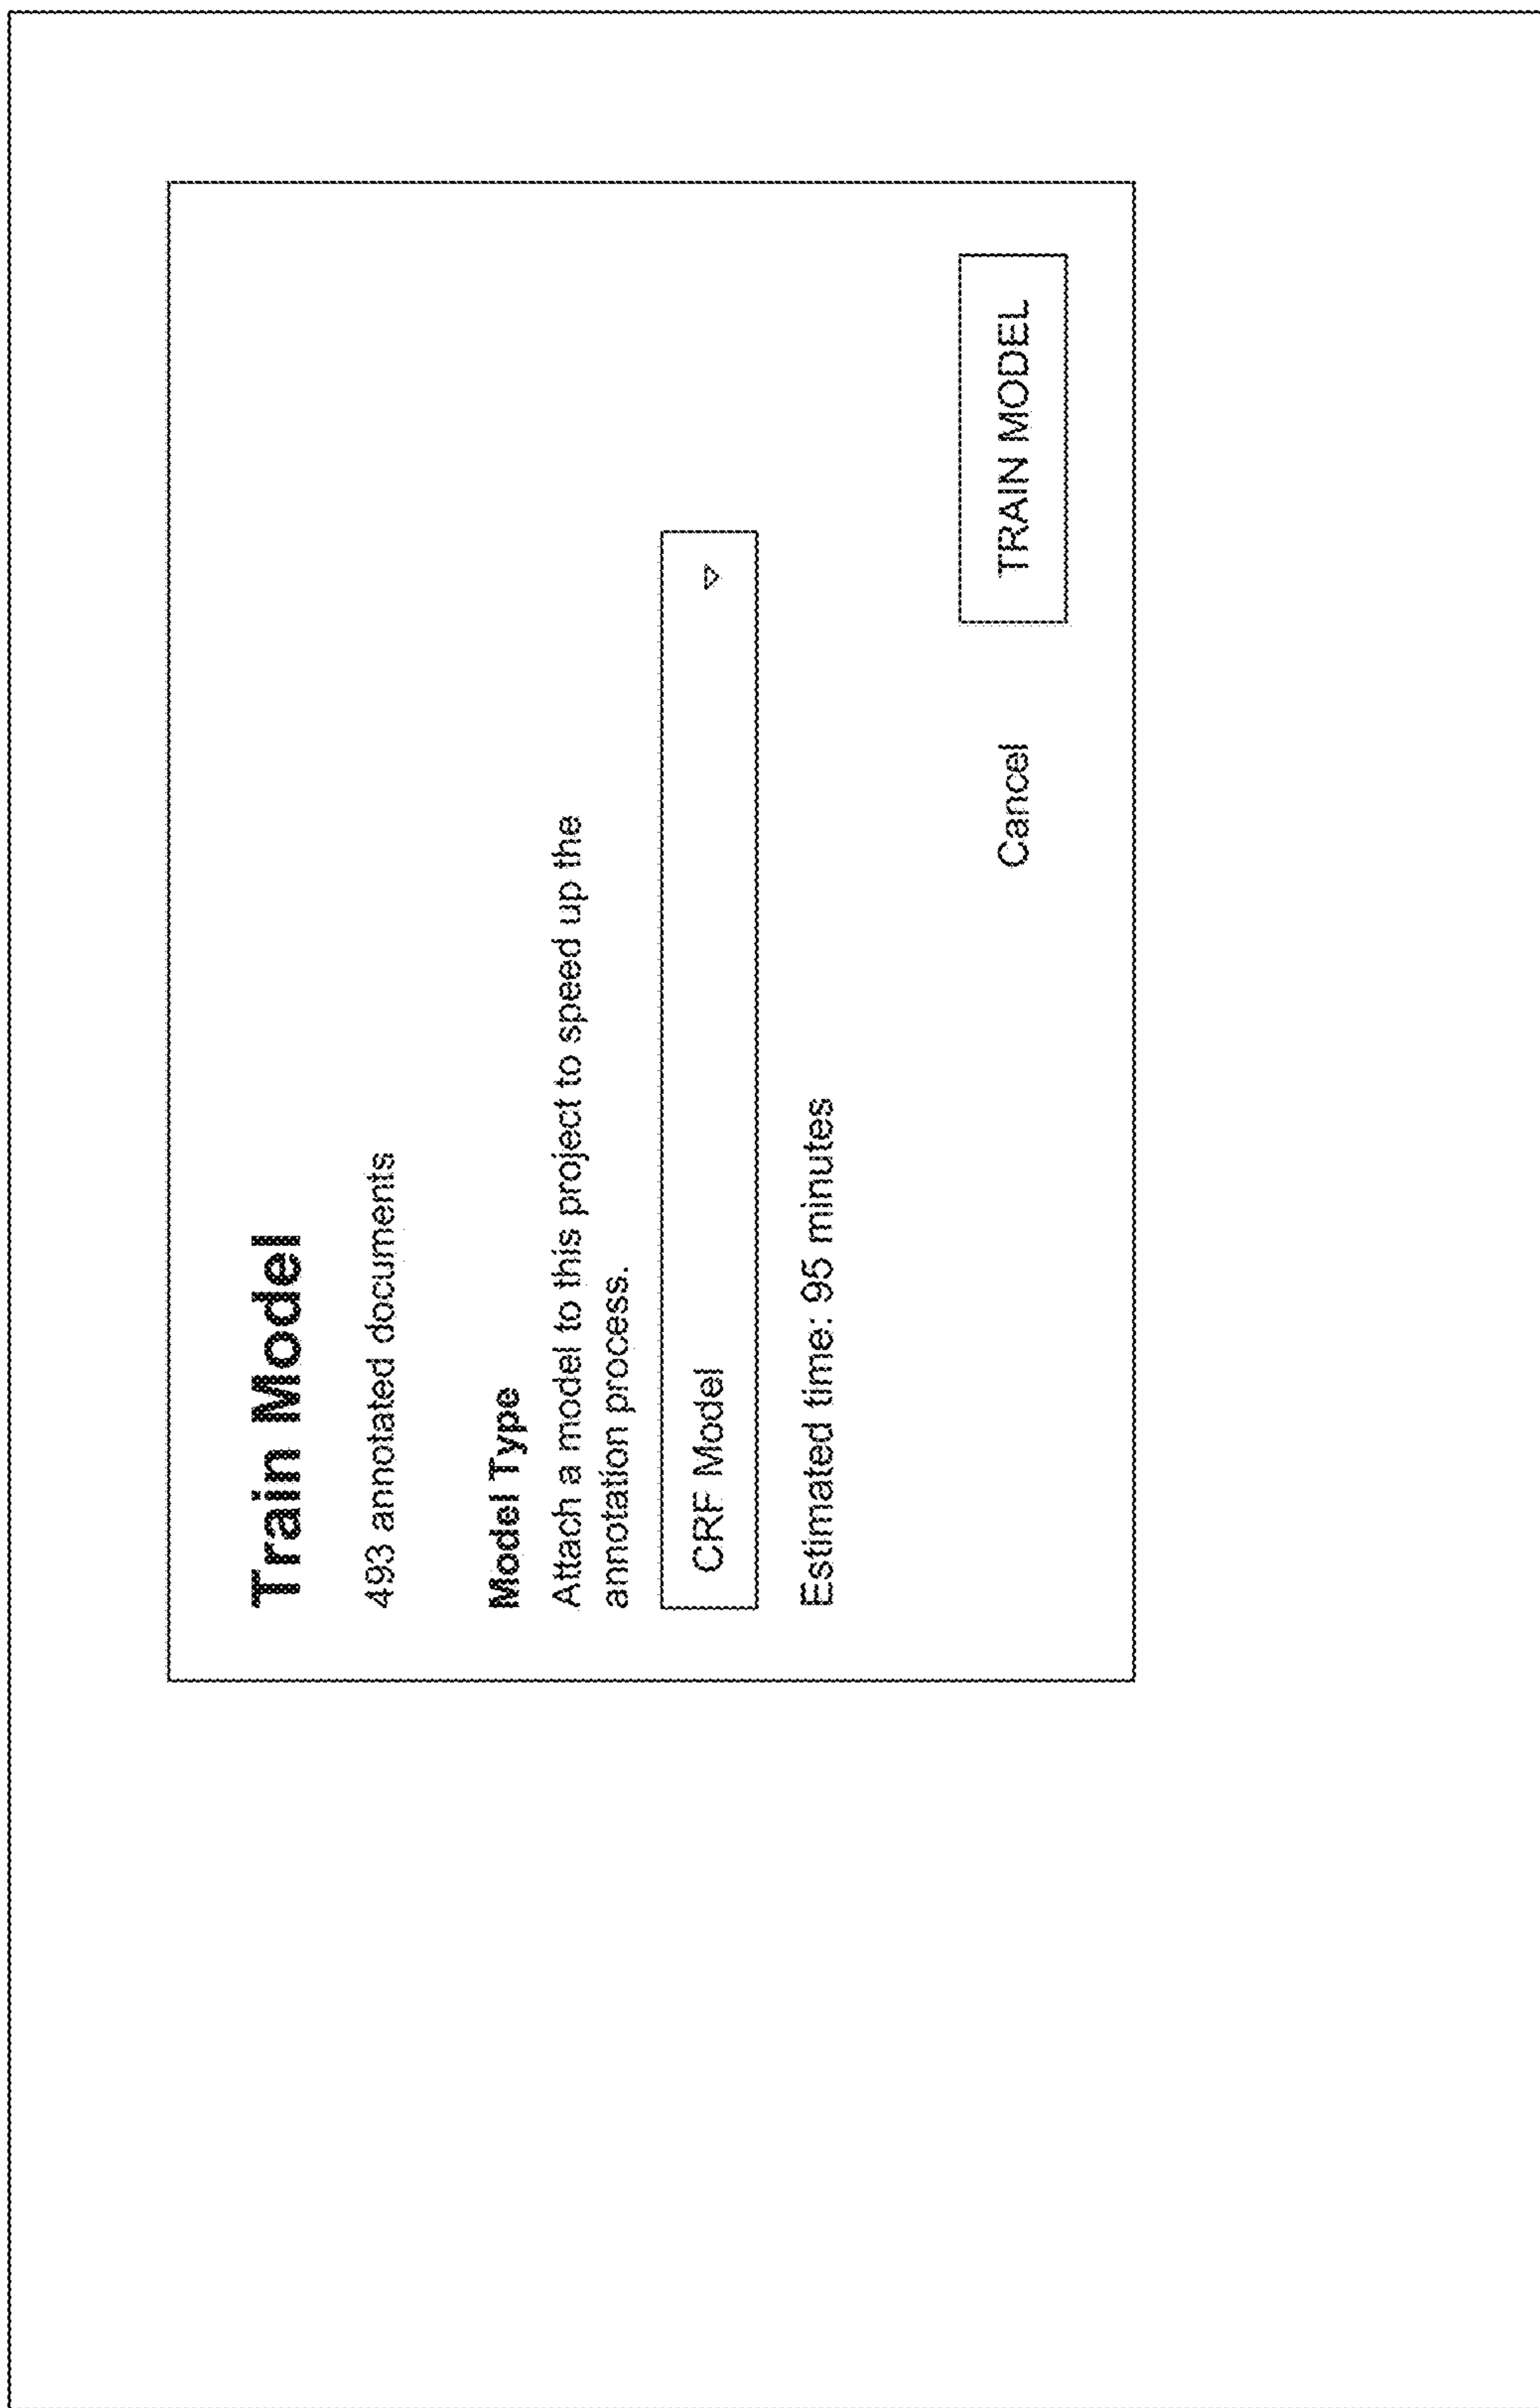 Train Model
493 annotated documents
Model Type
Attach a model to this project to speed up the
annotation process.
CRF Model
Estimated time: 95 minutes
Cancel
TRAIN MODEL